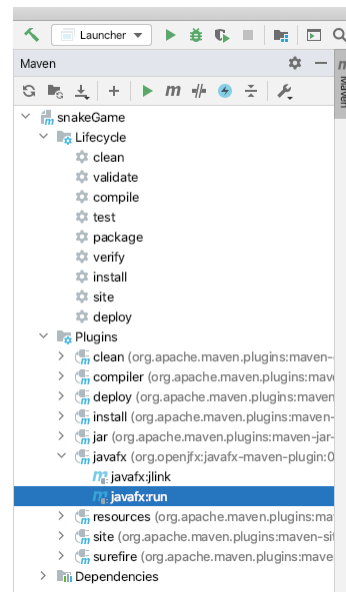 Launcher
Maven
m
snakeGame
Lifecycle
clean
validate
compile
test
package
verify
install
site
deploy
Plugins
clean (org.apache.maven.plugins:maven-
compiler (org.apache.maven.plugins:
deploy (org.apache.maven.plugins:maven
install (org.apache.maven.plugins:maven-
jar (org.apache.maven.plugins:maven-jar-
javafx (org.openjfx:javafx-maven-plugin:0
javafx:jlink
javafx:run
resources (org.apache.maven.plugins:
site (org.apache.maven.plugins:maven-si
surefire (org.apache.maven.plugins:mave
Dependencies
Maven